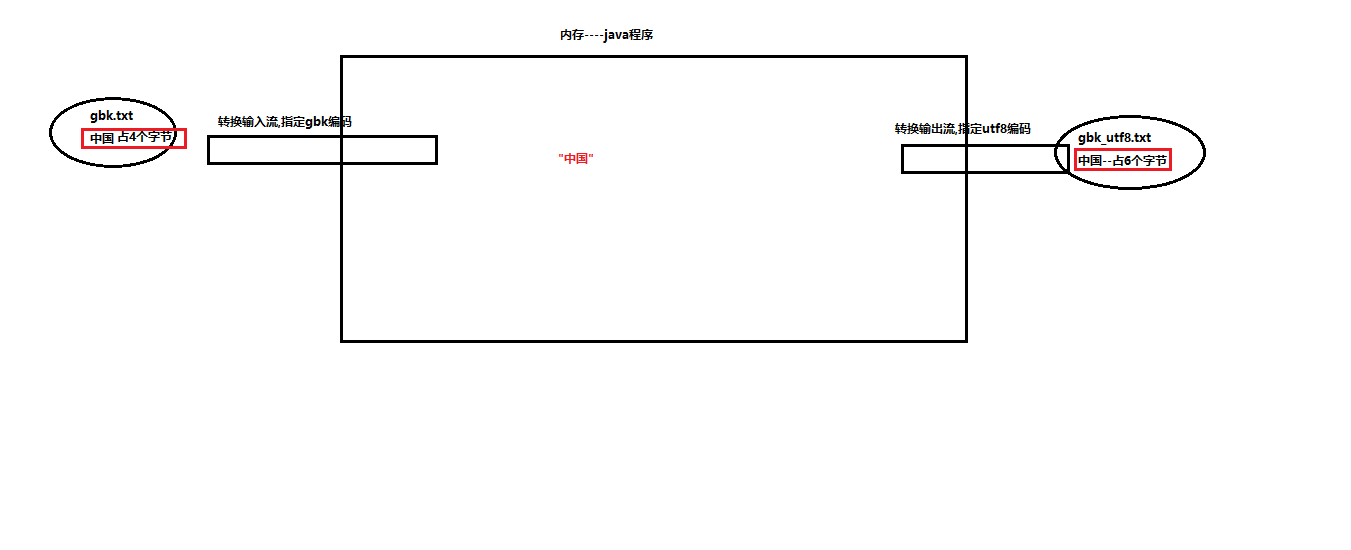 内存----java程序
gbk.txt
中国 占4个字节
转换输入流,指定gbk编码
"中国"
转换输出流,指定utf8编码
gbk_utf8.txt
中国--占6个字节